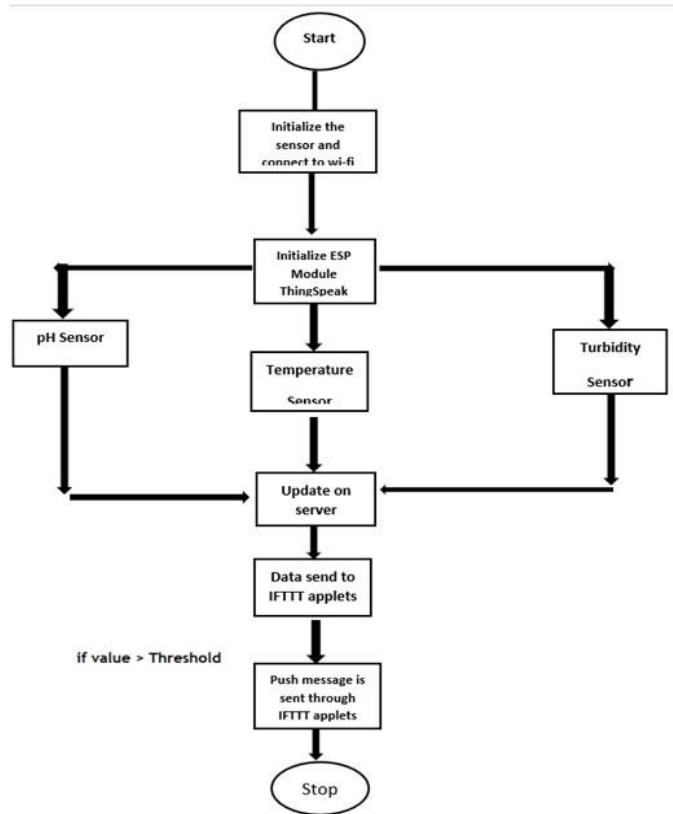 Start
Initialize the
sensor and
connect to wi-fi
Initialize ESP
Module
ThingSpeak
pH Sensor
Temperature
Sensor
Turbidity
Sensor
Update on
server
Data send to
IFTTT applets
if value > Threshold
Push message is
sent through
IFTTT applets
Stop